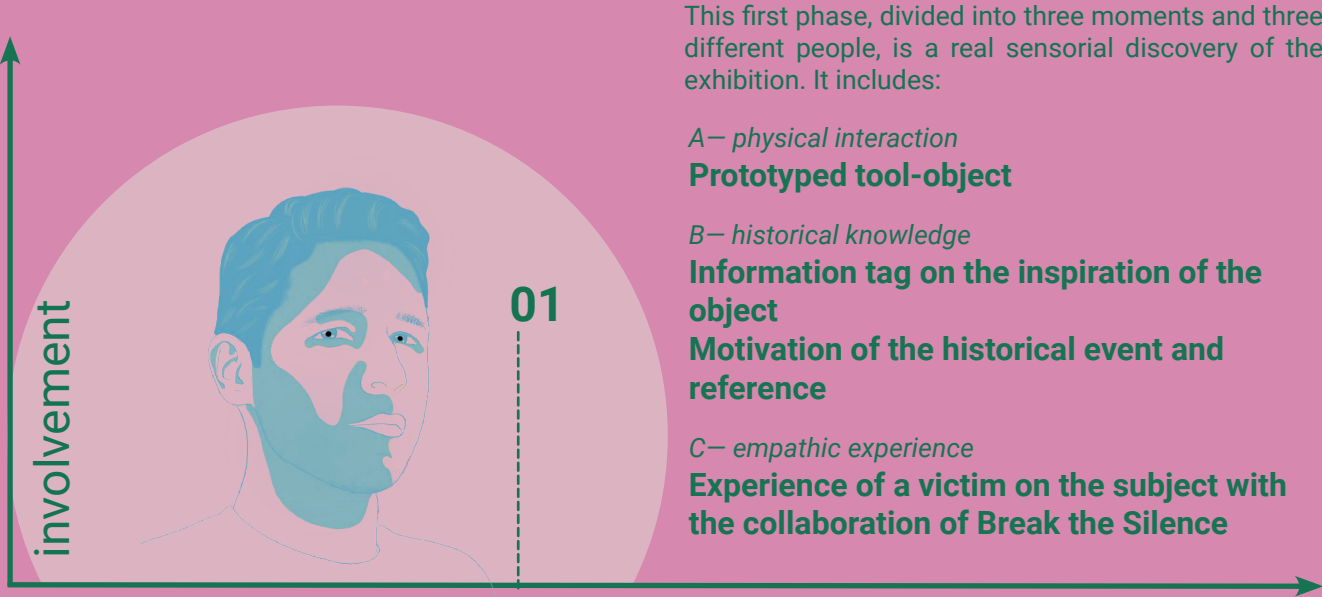 This first phase, divided into three moments and three
different people, is a real sensorial discovery of the
exhibition. It includes:
A— physical interaction
Prototyped tool-object
B— historical knowledge
Information tag on the inspiration of the
object
Motivation of the historical event and
reference
C— empathic experience
Experience of a victim on the subject with
the collaboration of Break the Silence
01
involvement